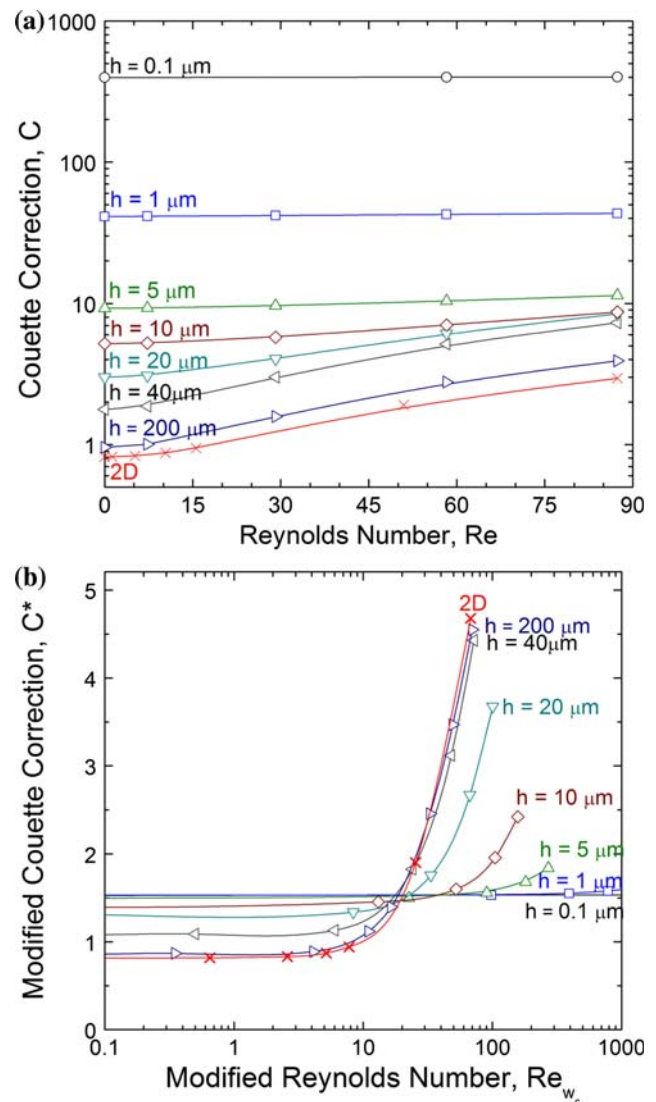 (a)
1000
100
10
1
Couette Correction, C
h = 0.1 μm
h = 1 μm
h = 5 μm
h = 10 μm
h = 20 μm
h = 40μm
h = 200 μm
2D
0 15 30 45 60 75 90
Reynolds Number, Re
(b)
5
4
3
2
1
0
Modified Couette Correction, C*
2D
h = 200 μm
h = 40μm
h = 20 μm
h = 10 μm
h = 5 μm
h = 1 μm
h = 0.1 μm
0.1 1 10 100 1000
Modified Reynolds Number, Re